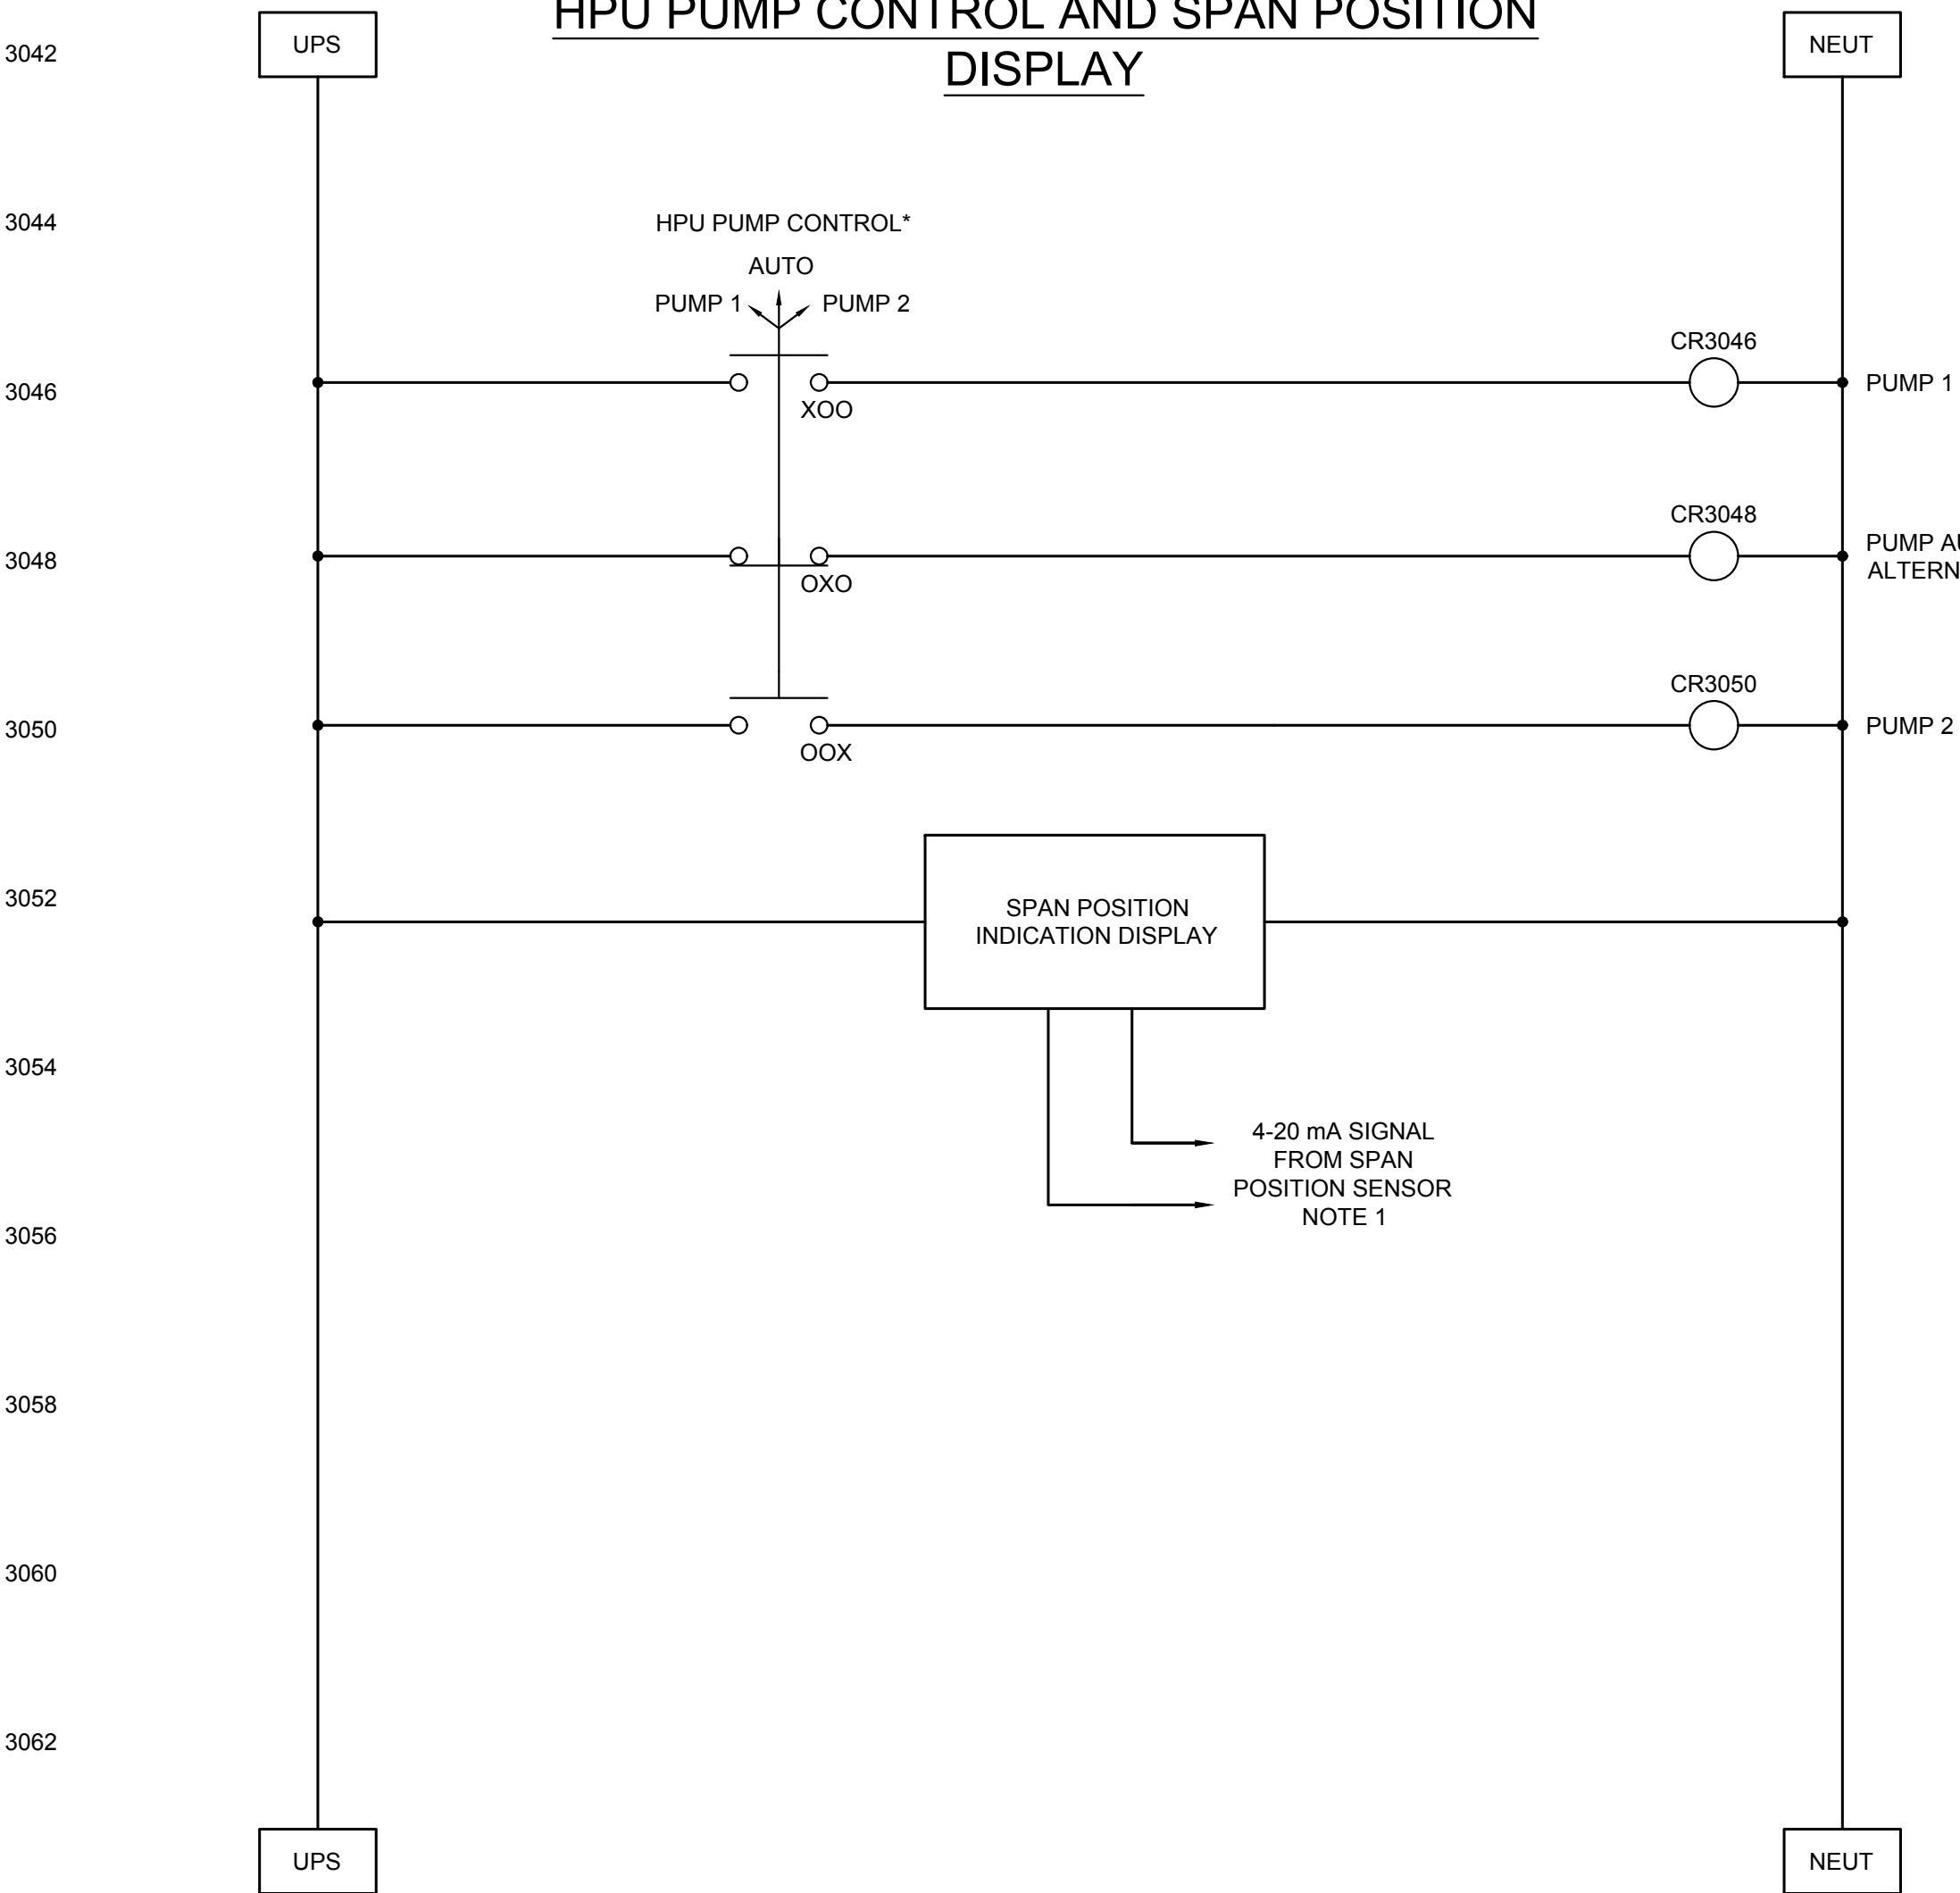 HPU PUMP CONTROL AND SPAN POSITION
DISPLAY
UPS
NEUT
3042
3044
HPU PUMP CONTROL*
AUTO
PUMP 1
PUMP 2
CR3046
3046
PUMP 1
XOO
CR3048
3048
PUMP
OXO
CR3050
3050
PUMP 2
OOX
3052
SPAN POSITION
INDICATION DISPLAY
3054
4-20 mA SIGNAL
FROM SPAN
POSITION SENSOR
NOTE 1
3056
3058
3060
3062
UPS
NEUT